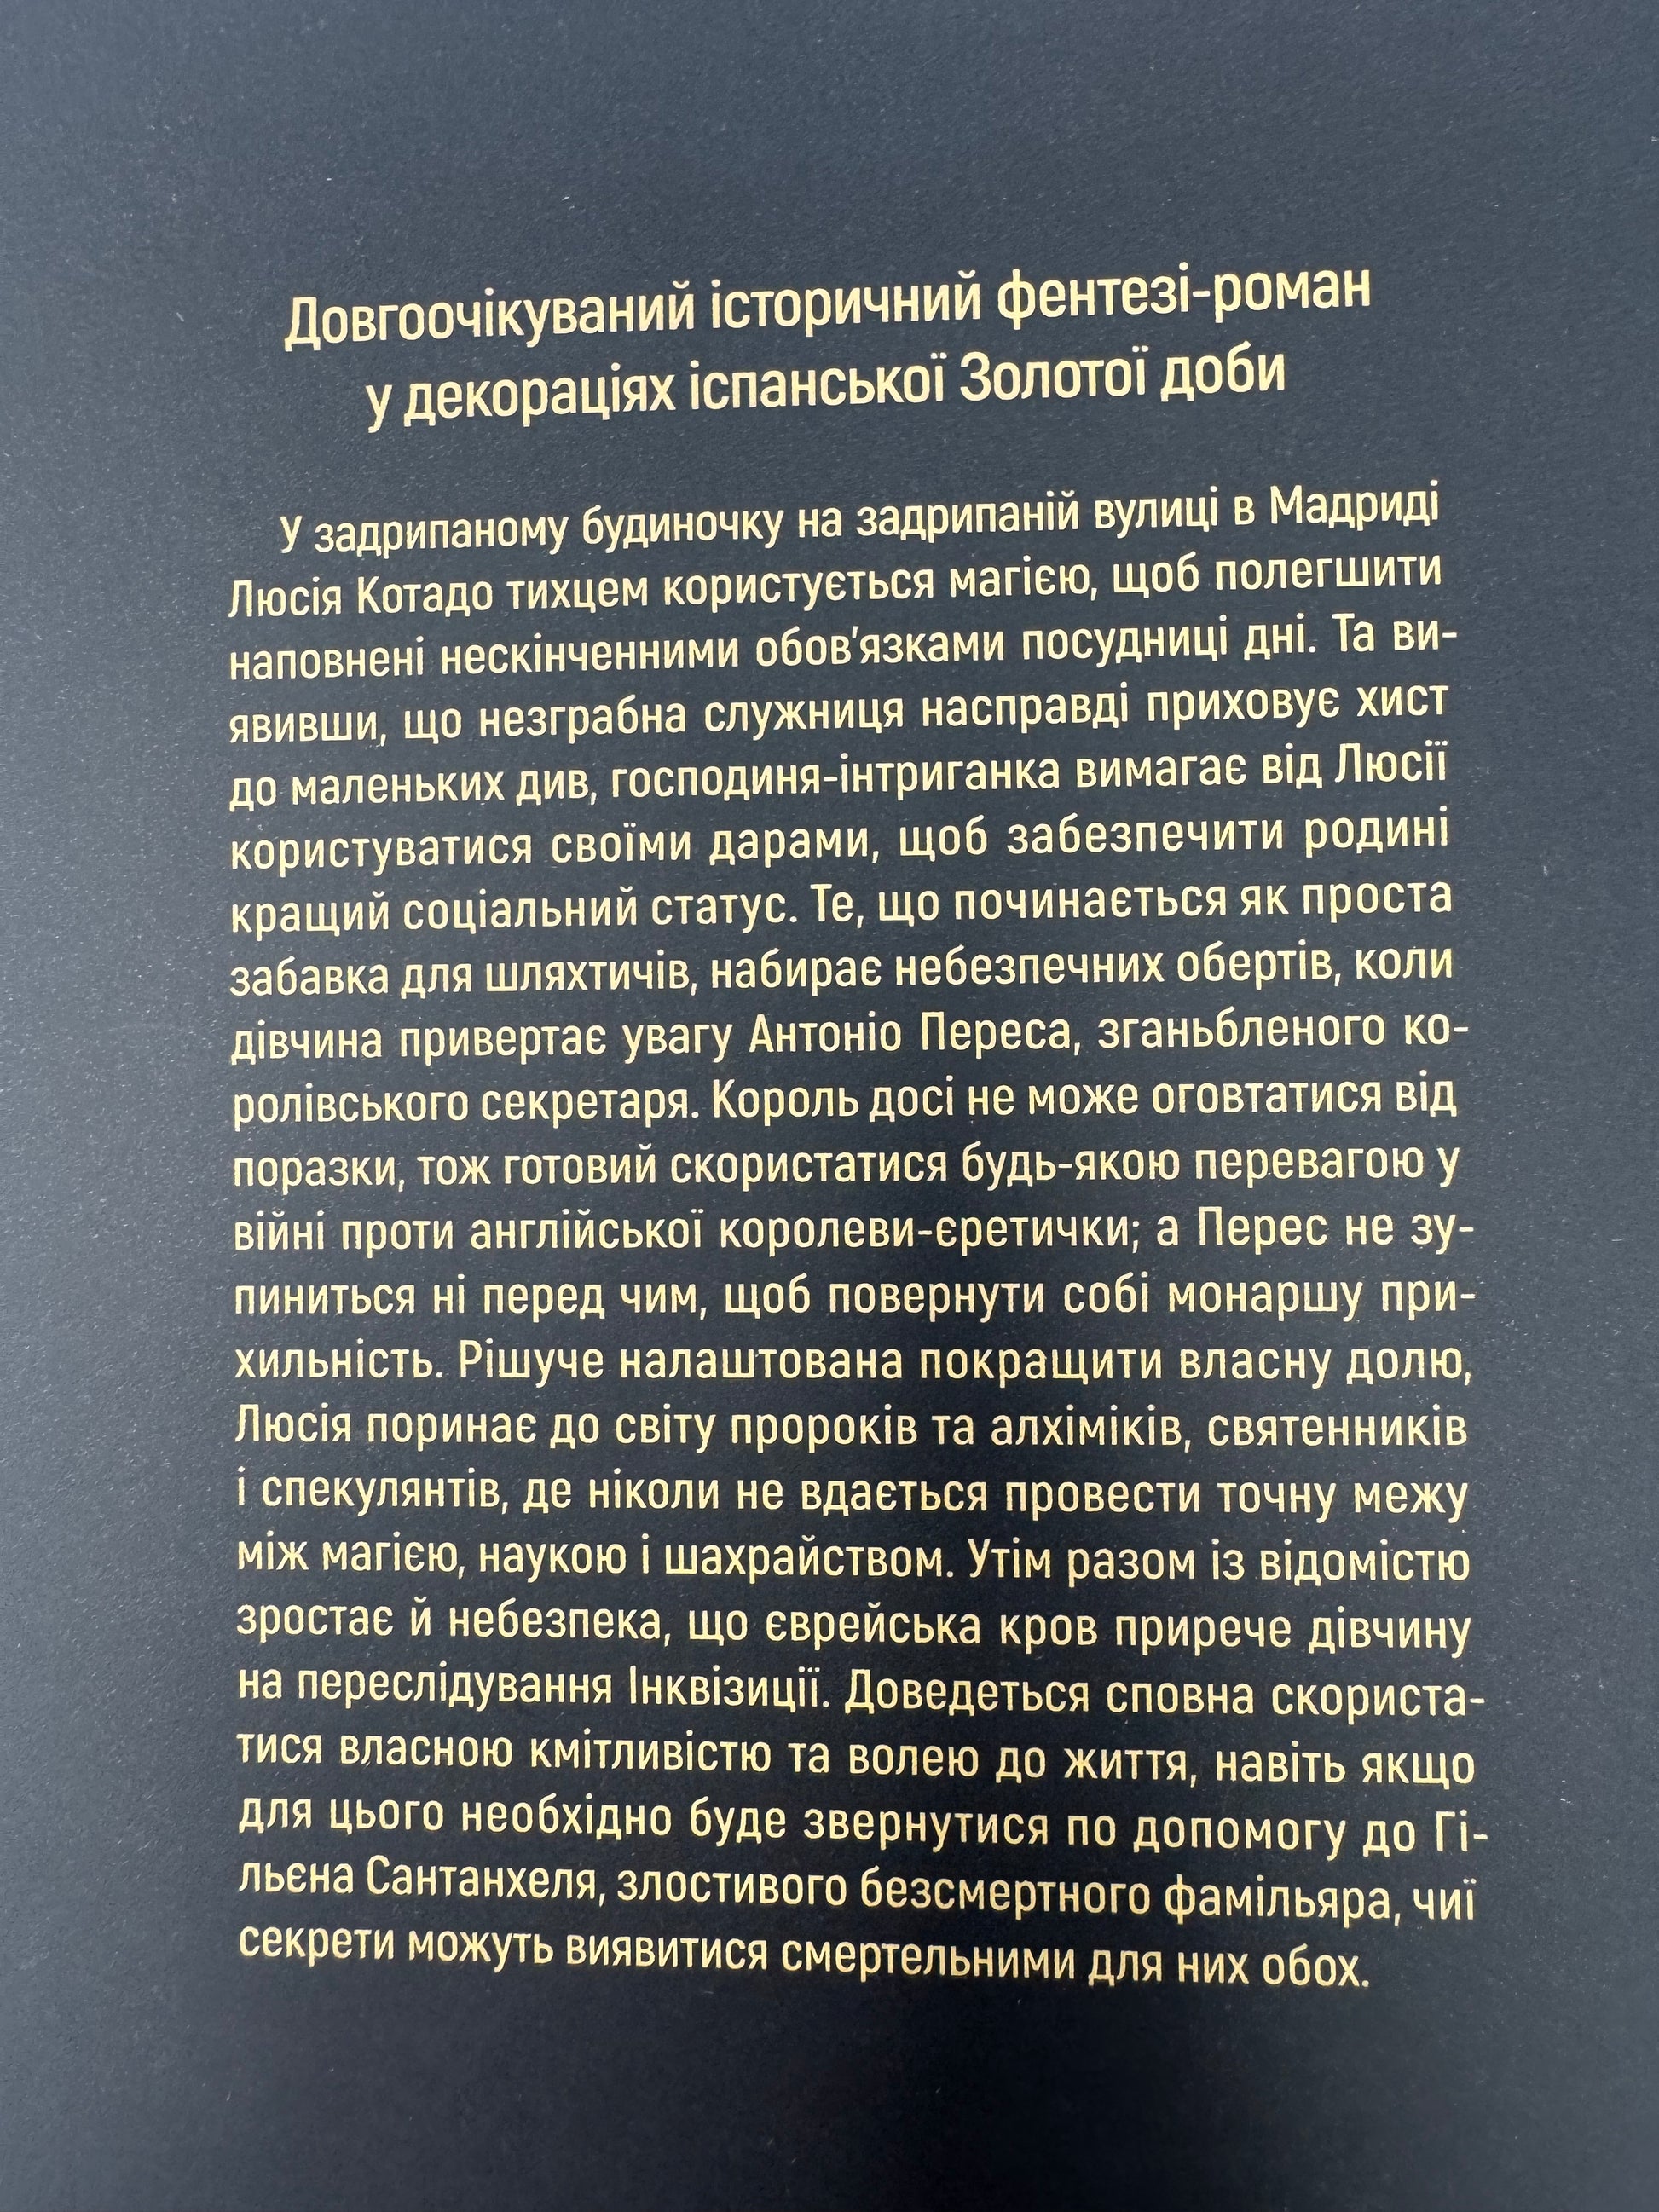 Довгоочікуваний історичний фентезі-роман
у декораціях іспанської Золотої доби
У задрипаному будиночку на задрипаній вулиці в Мадриді
Люсія Котадо тихцем користується магією, щоб полегшити
наповнені нескінченними обов’язками посудниці дні. Та ви-
явивши, що незграбна служниця насправді приховує хист
до маленьких див, господиня-інтриганка вимагає від Люсії
користуватися своїми дарами, щоб забезпечити родині
кращий соціальний статус. Те, що починається як проста
забавка для шляхтичів, набирає небезпечних обертів, коли
дівчина привертає увагу Антоніо Переса, зганьбленого ко-
ролівського секретаря. Король досі не може оговтатися від
поразки, тож готовий скористатися будь-якою перевагою у
війні проти англійської королеви-єретички; а Перес не зу-
пиниться ні перед чим, щоб повернути собі монаршу при-
хильність. Рішуче налаштована покращити власну долю,
Люсія поринає до світу пророків та алхіміків, святенників
і спекулянтів, де ніколи не вдається провести точну межу
між магією, наукою і шахрайством. Утім разом із відомістю
зростає й небезпека, що єврейська кров приречe дівчину
на переслідування Інквізиції. Доведеться сповна скориста-
тися власною кмітливістю та волею до життя, навіть якщо
для цього необхідно буде звернутися по допомогу до Гі-
льєна Сантанхеля, злостивого безсмертного фамільяра, чиї
секрети можуть виявитися смертельними для них обох.